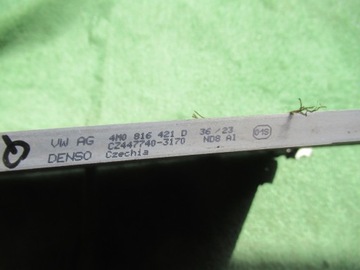 VW AG 4M0 816 421 D 36/23
DENSO CZ447740-3170 ND8 A1
Czechia